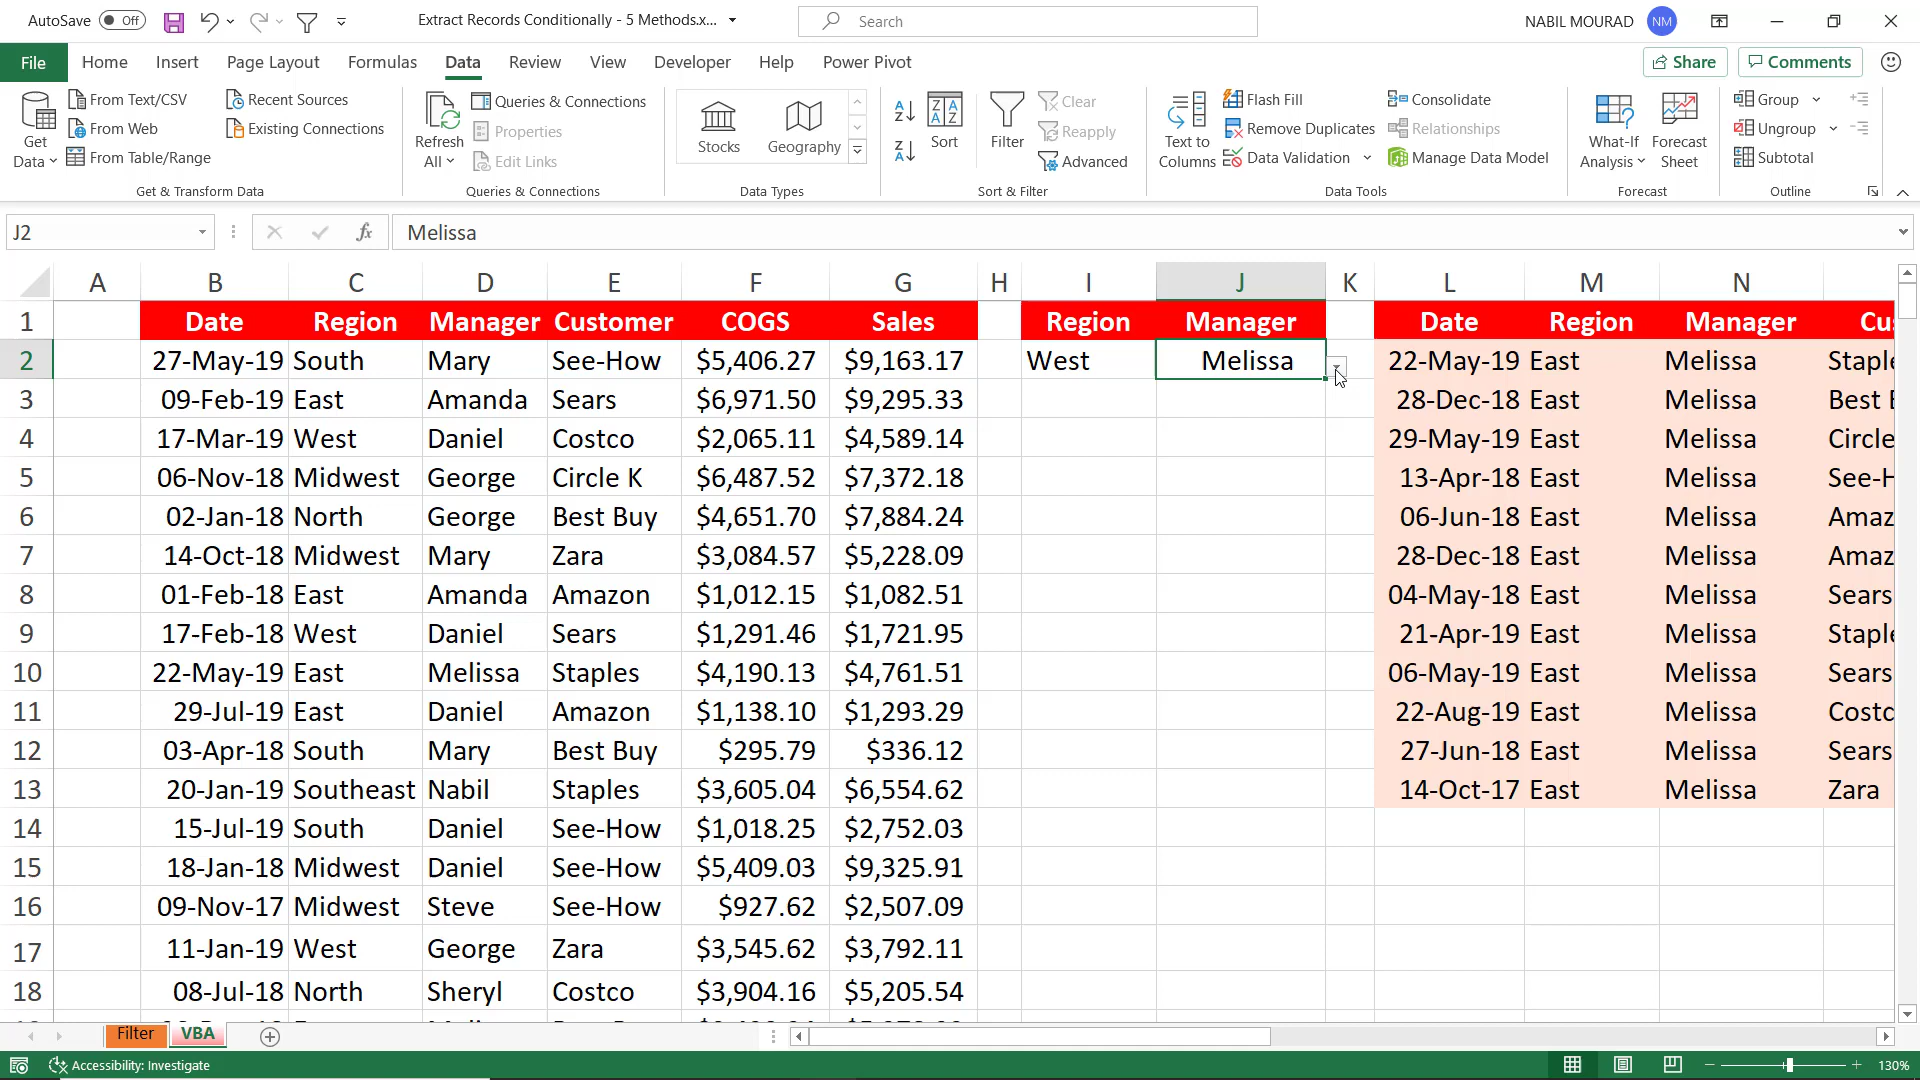 AutoSave Off Extract Records Conditionally - 5 Methods.x... Search NABIL MOURAD NM
File Home Insert Page Layout Formulas Data Review View Developer Help Power Pivot Share Comments
Get Data From Text/CSV From Web From Table/Range Recent Sources Existing Connections
Refresh All Queries & Connections Properties Edit Links
Stocks Geography
Sort Filter Clear Reapply Advanced
Text to Columns Flash Fill Remove Duplicates Data Validation Consolidate Relationships Manage Data Model
What-If Analysis Forecast Sheet
Group Ungroup Subtotal
Get & Transform Data Queries & Connections Data Types Sort & Filter Data Tools Forecast Outline
J2 fx Melissa
A B C D E F G H I J K L M N
1 Date Region Manager Customer COGS Sales Region Manager Date Region Manager Cu
2 27-May-19 South Mary See-How $5,406.27 $9,163.17 West Melissa 22-May-19 East Melissa Staple
3 09-Feb-19 East Amanda Sears $6,971.50 $9,295.33 28-Dec-18 East Melissa Best
4 17-Mar-19 West Daniel Costco $2,065.11 $4,589.14 29-May-19 East Melissa Circle
5 06-Nov-18 Midwest George Circle K $6,487.52 $7,372.18 13-Apr-18 East Melissa See-H
6 02-Jan-18 North George Best Buy $4,651.70 $7,884.24 06-Jun-18 East Melissa Amaz
7 14-Oct-18 Midwest Mary Zara $3,084.57 $5,228.09 28-Dec-18 East Melissa Amaz
8 01-Feb-18 East Amanda Amazon $1,012.15 $1,082.51 04-May-18 East Melissa Sears
9 17-Feb-18 West Daniel Sears $1,291.46 $1,721.95 21-Apr-19 East Melissa Staple
10 22-May-19 East Melissa Staples $4,190.13 $4,761.51 06-May-19 East Melissa Sears
11 29-Jul-19 East Daniel Amazon $1,138.10 $1,293.29 22-Aug-19 East Melissa Costc
12 03-Apr-18 South Mary Best Buy $295.79 $336.12 27-Jun-18 East Melissa Sears
13 20-Jan-19 Southeast Nabil Staples $3,605.04 $6,554.62 14-Oct-17 East Melissa Zara
14 15-Jul-19 South Daniel See-How $1,018.25 $2,752.03
15 18-Jan-18 Midwest Daniel See-How $5,409.03 $9,325.91
16 09-Nov-17 Midwest Steve See-How $927.62 $2,507.09
17 11-Jan-19 West George Zara $3,545.62 $3,792.11
18 08-Jul-18 North Sheryl Costco $3,904.16 $5,205.54
Filter VBA
Accessibility: Investigate 130%